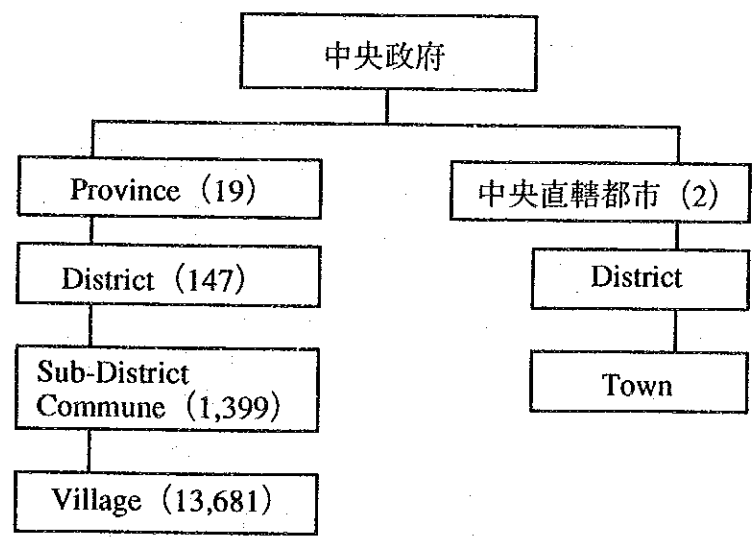 中央政府
Province（19）
中央直轄都市（2）
District（147）
District
Sub-District
Commune（1,399）
Town
Village（13,681）